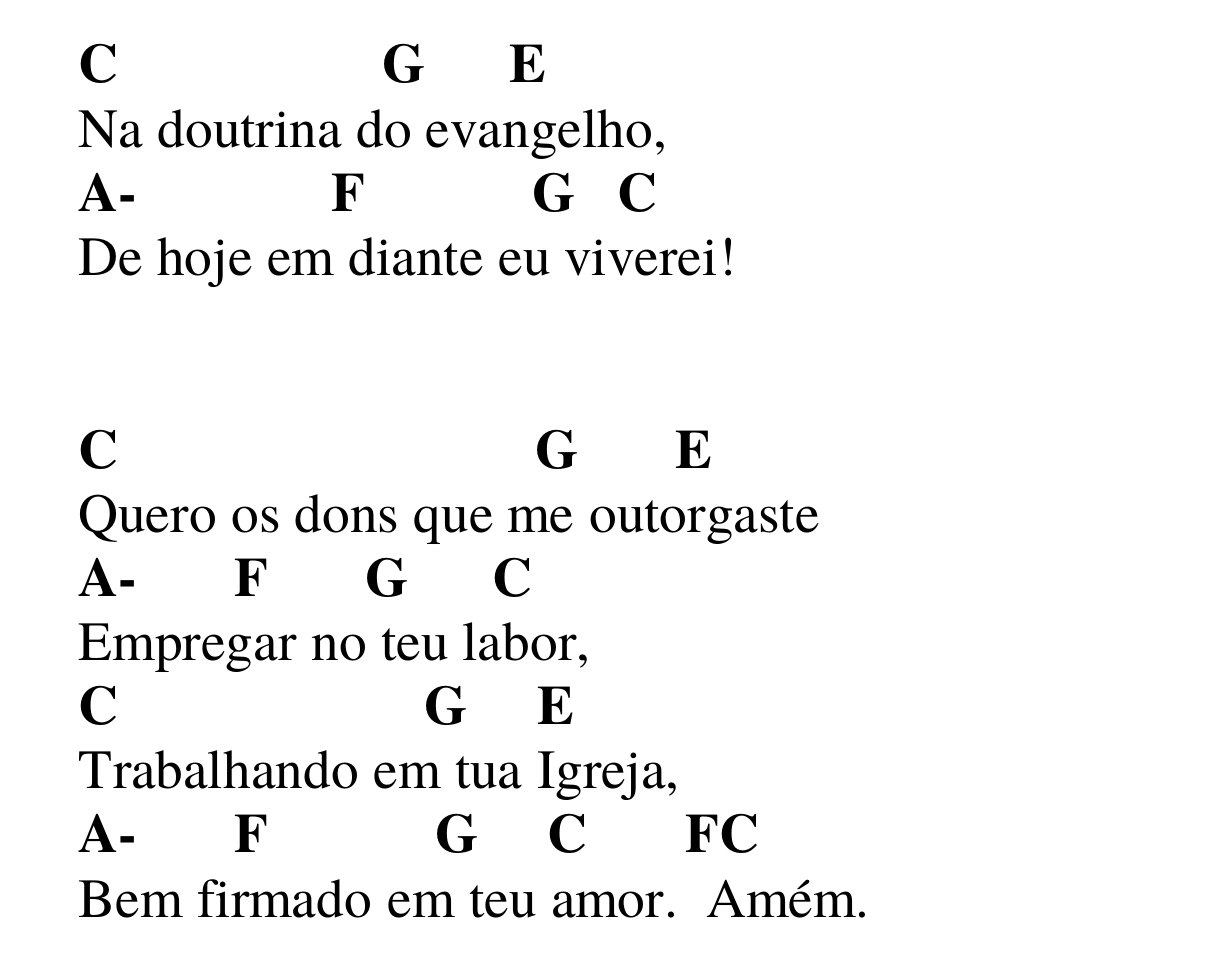 C G E
Na doutrina do evangelho,
A- F G C
De hoje em diante eu viverei!
C G E
Quero os dons que me outorgaste
A- F G C
Empregar no teu labor,
C G E
Trabalhando em tua Igreja,
A- F G C FC
Bem firmado em teu amor. Amém.